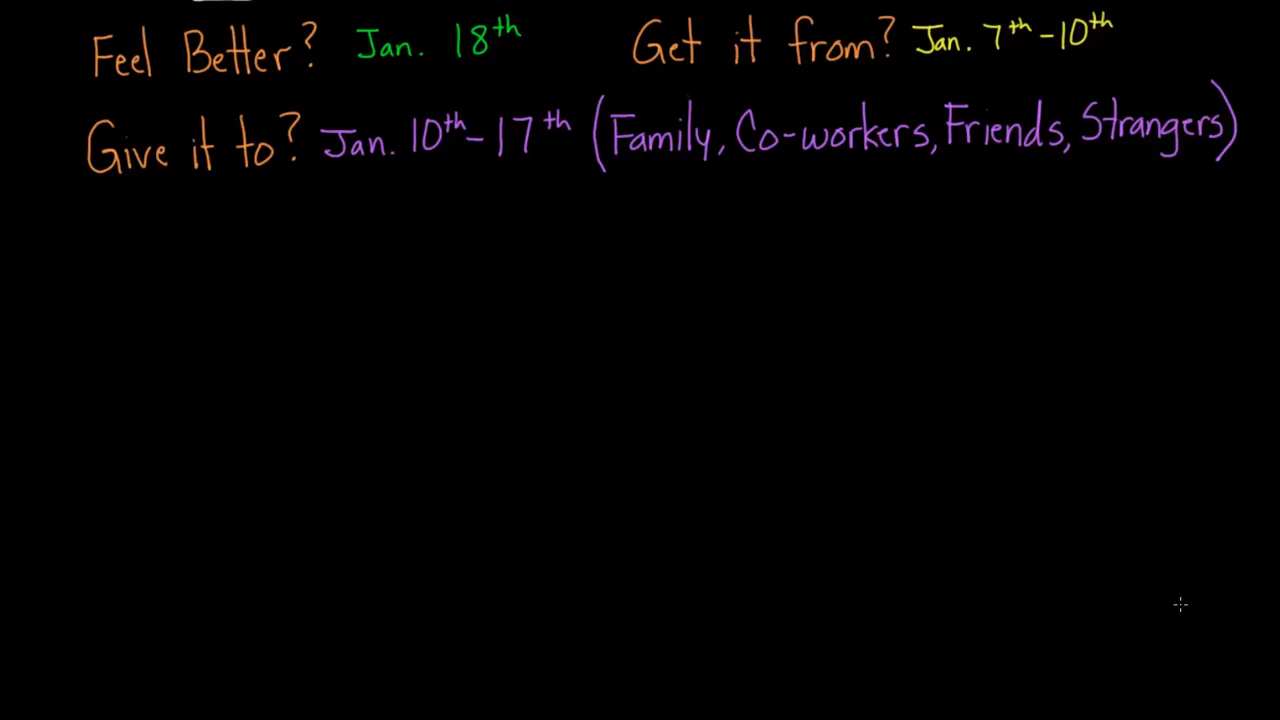 Feel Better? Jan. 18th Get it from? Jan. 7th-10th
Give it to? Jan. 10th-17th (Family, Co-workers, Friends, Strangers)